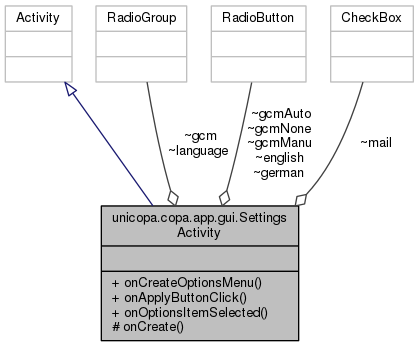 Activity
RadioGroup
RadioButton
CheckBox
~gcm
~language
~gcmAuto
~gcmNone
~gcmManu
~english
~german
~mail
unicopa.copa.app.gui.Settings
Activity
+ onCreateOptionsMenu()
+ onApplyButtonClick()
+ onOptionsItemSelected()
# onCreate()